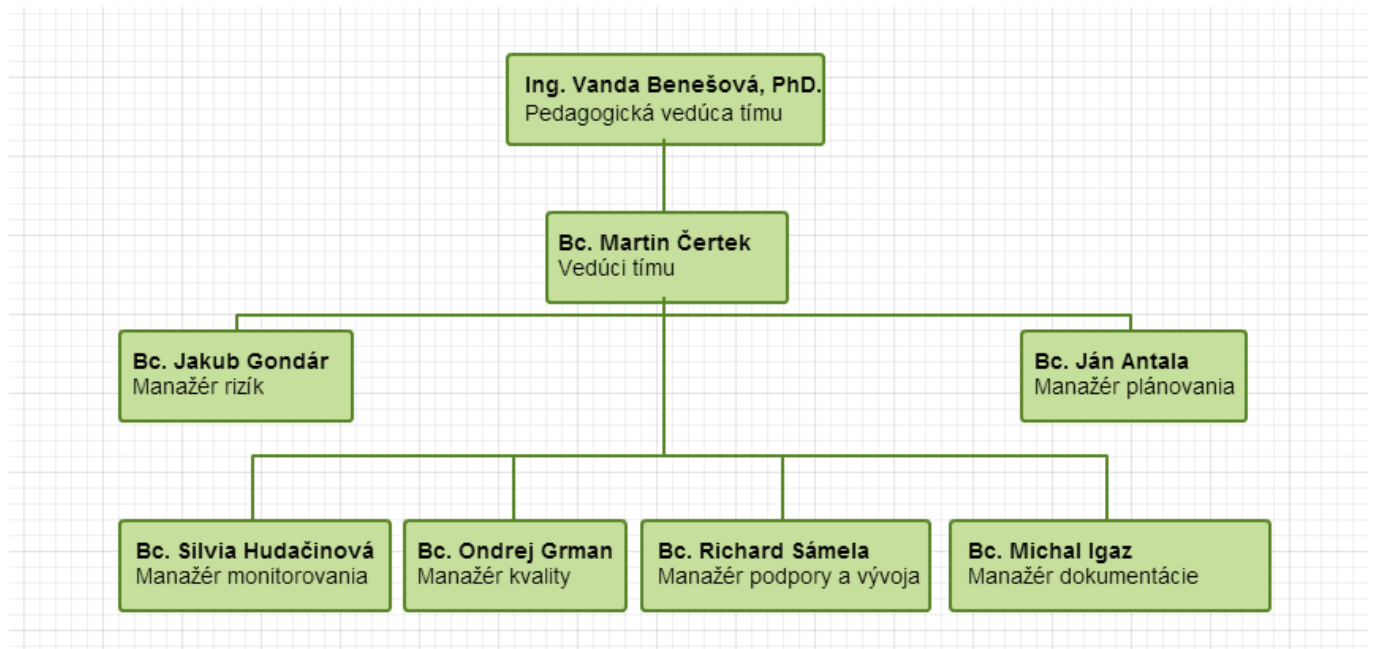 Ing. Vanda Benešová, PhD.
Pedagogická vedúca tímu
Bc. Martin Čertek
Vedúci tímu
Bc. Jakub Gondár
Manažér rizík
Bc. Ján Antala
Manažér plánovania
Bc. Silvia Hudačinová
Manažér monitorovania
Bc. Ondrej Grman
Manažér kvality
Bc. Richard Sámela
Manažér podpory a vývoja
Bc. Michal Igaz
Manažér dokumentácie